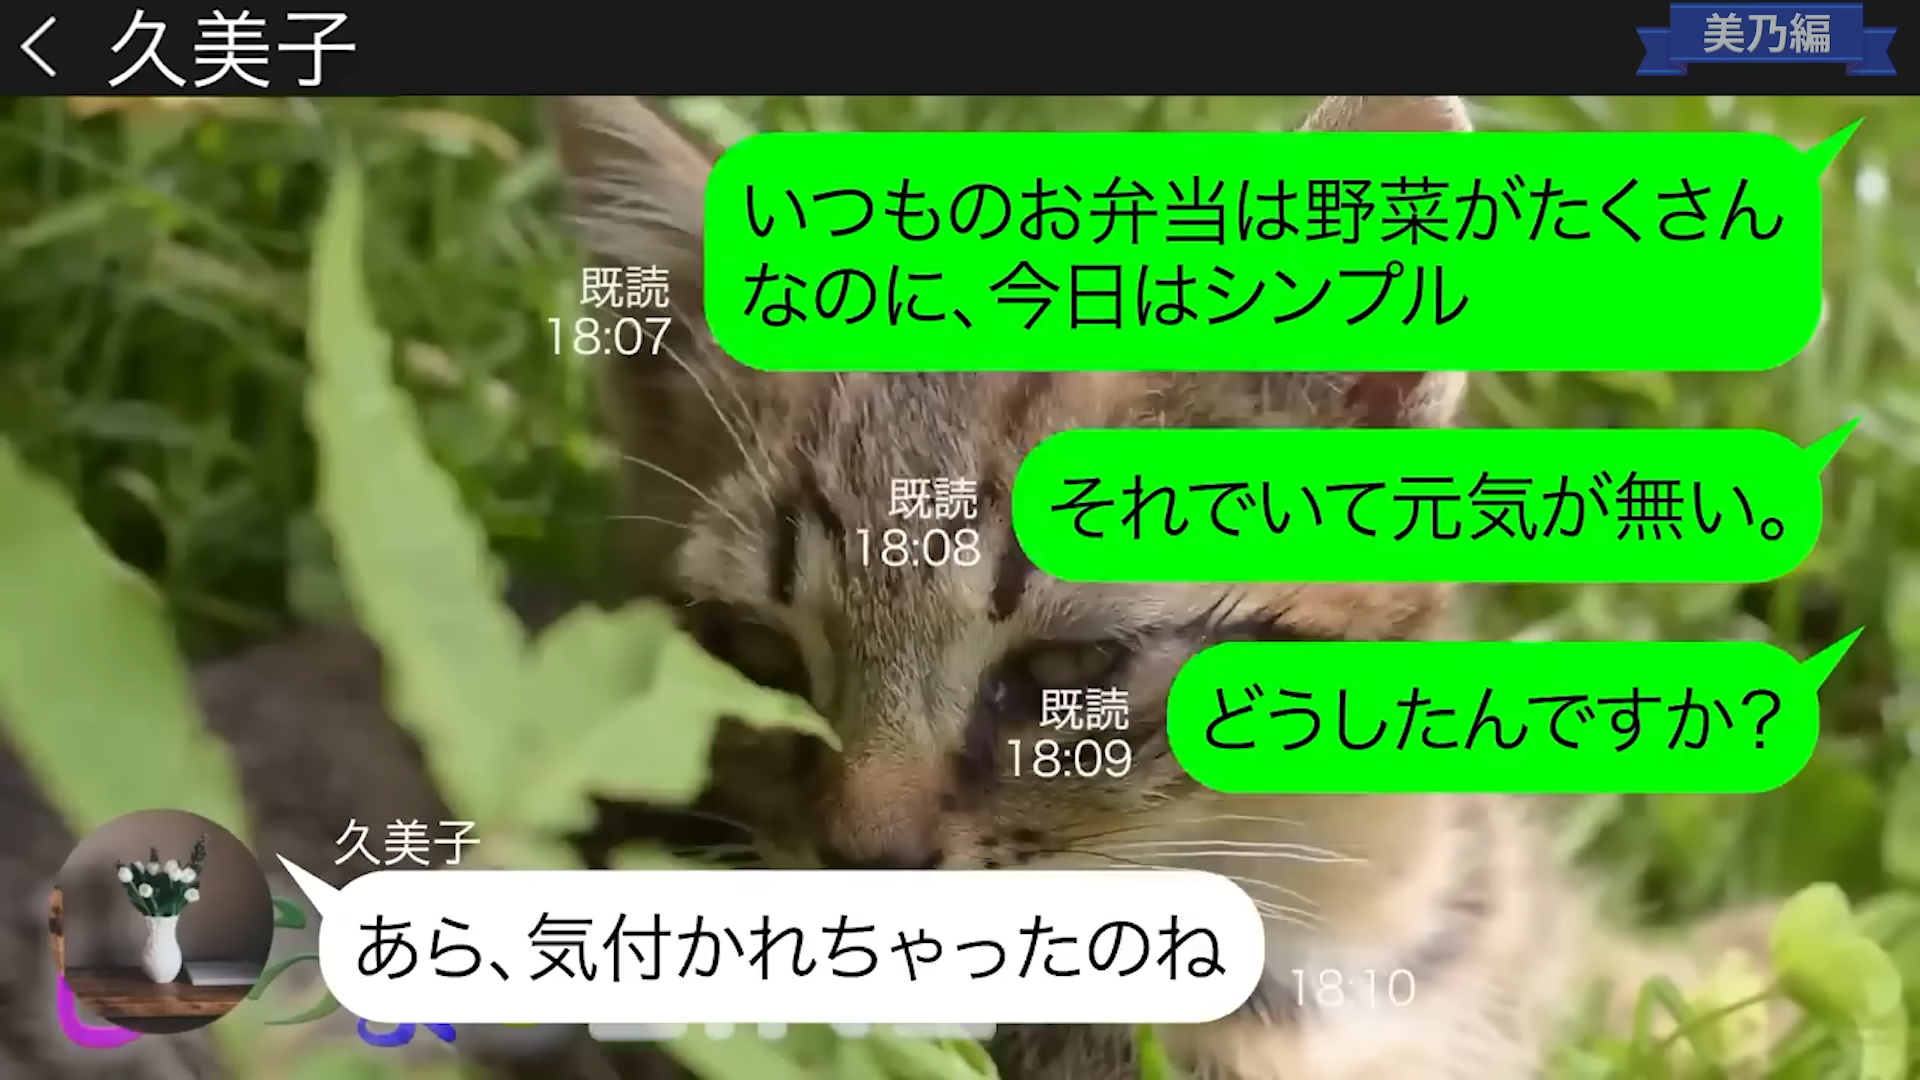 久美子
美乃編
いつものお弁当は野菜がたくさん
なのに、今日はシンプル
既読
18:07
それでいて元気が無い。
既読
18:08
どうしたんですか?
既読
18:09
久美子
あら、気付かれちゃったのね
18:10